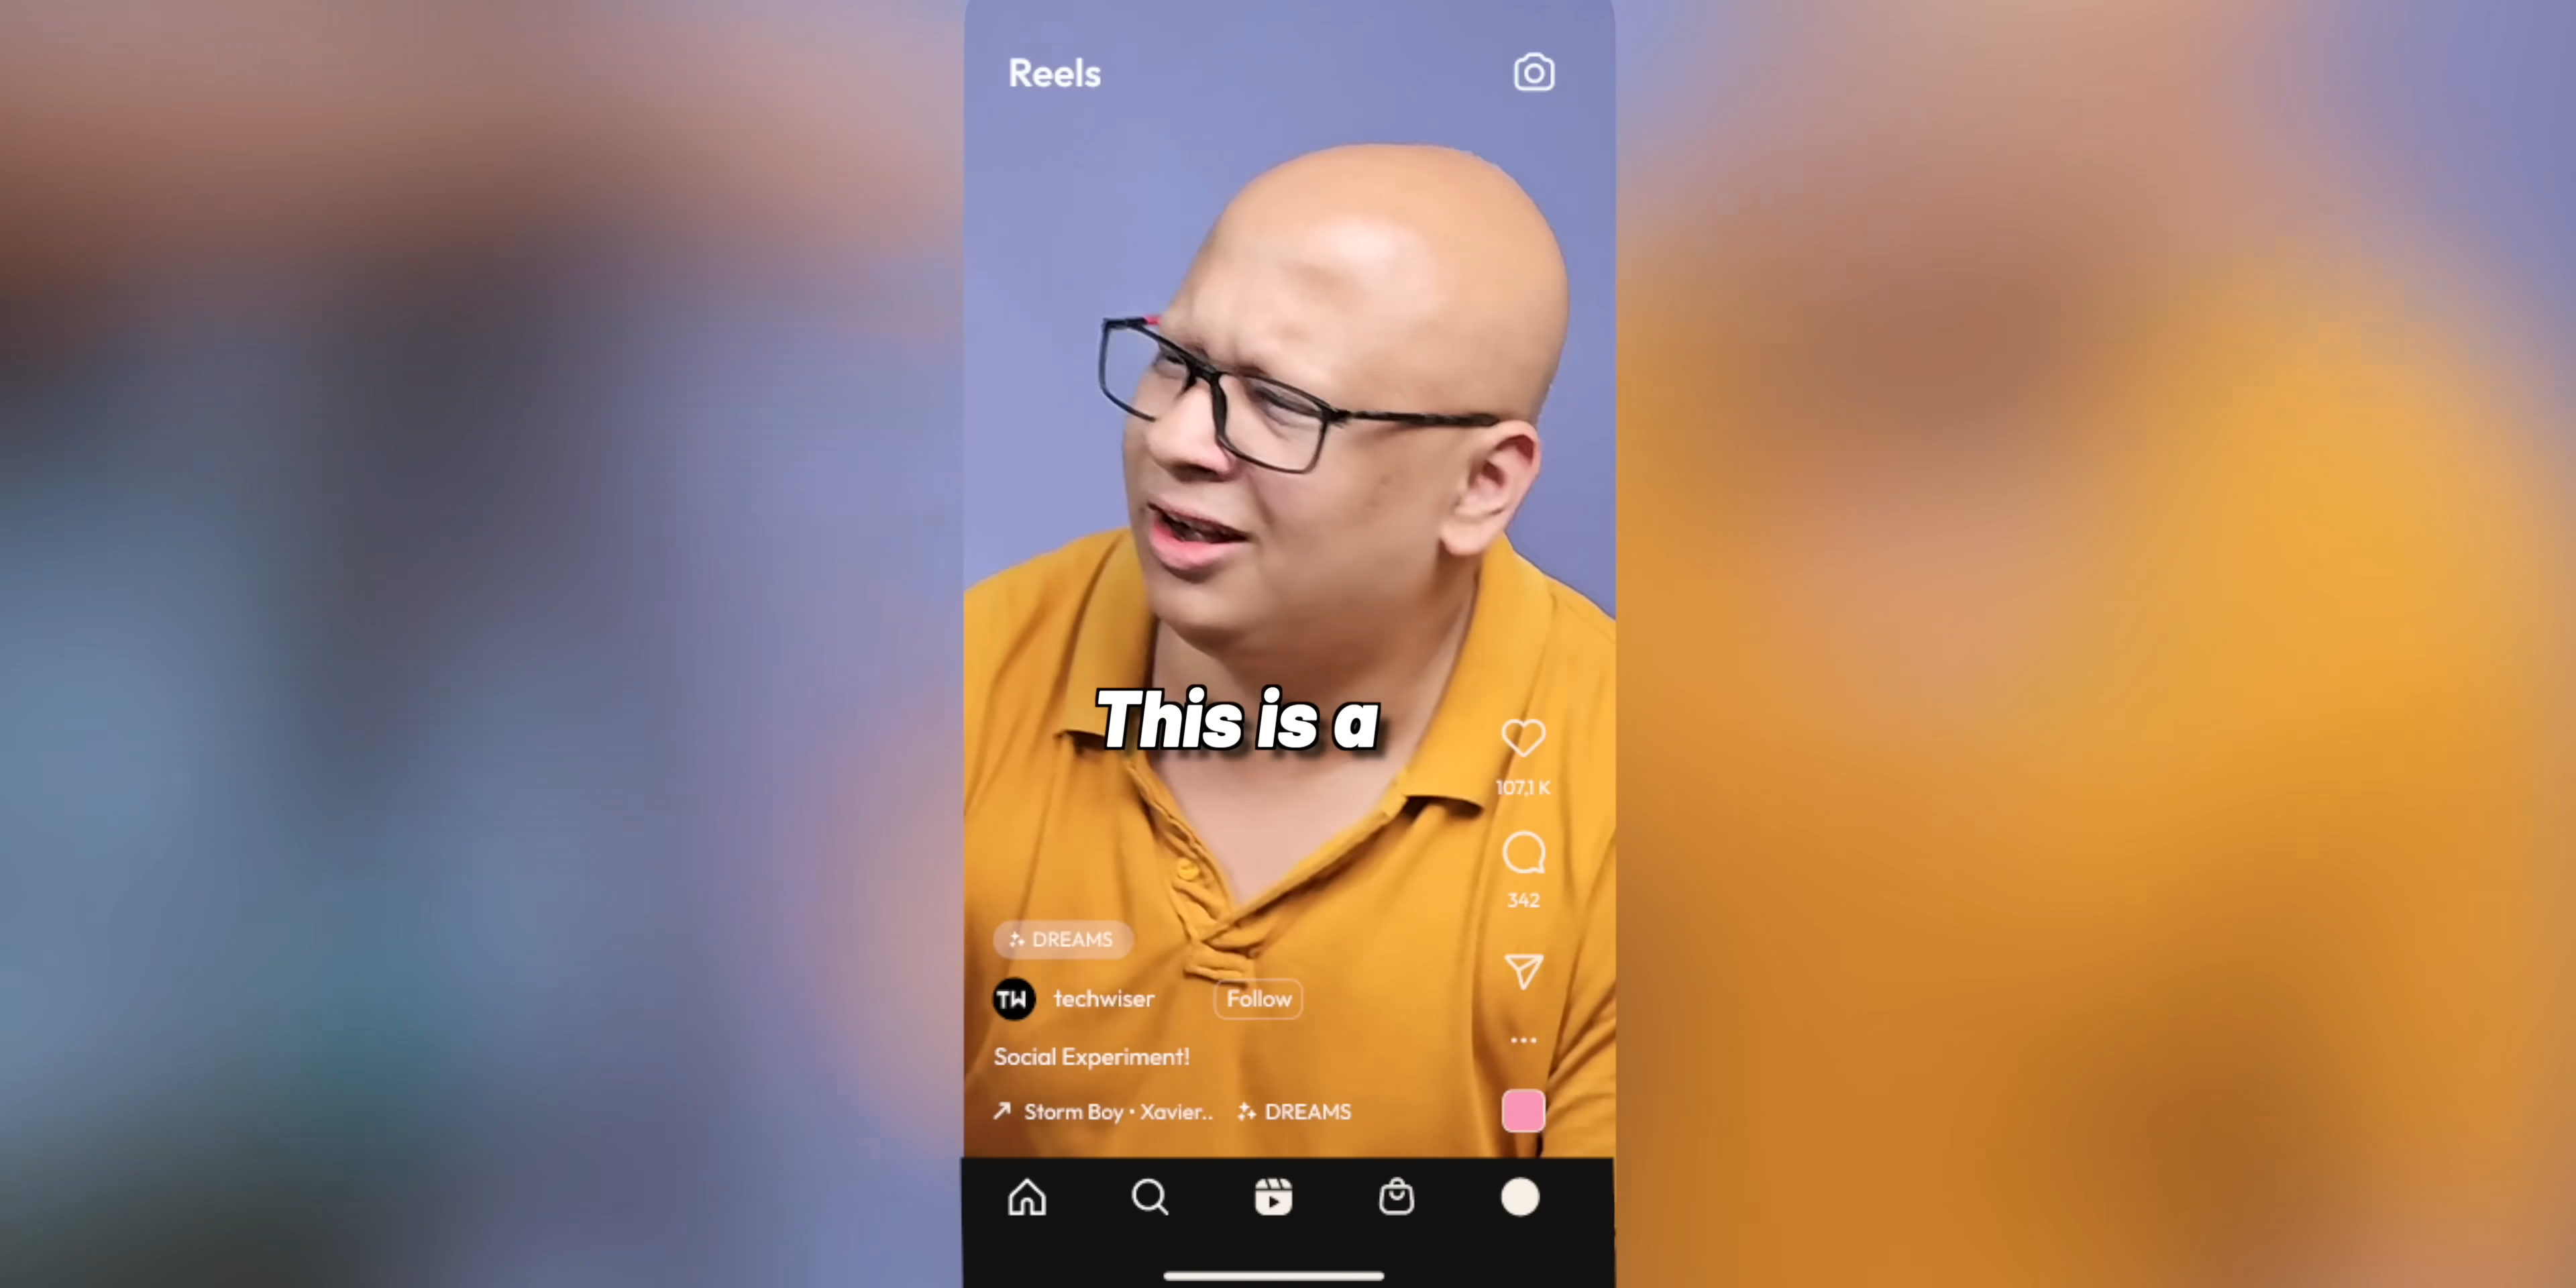 Reels
This is a
107,1 K
342
DREAMS
TW techwiser Follow
Social Experiment!
Storm Boy • Xavier.. DREAMS